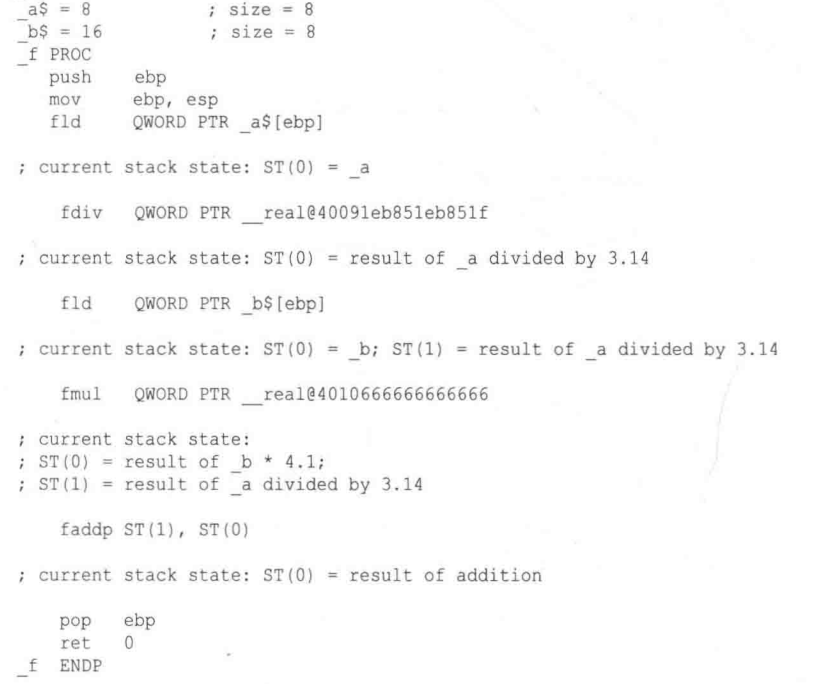 _a$ = 8 ; size = 8
_b$ = 16 ; size = 8
_f PROC
push ebp
mov ebp, esp
fld QWORD PTR _a$[ebp]
; current stack state: ST(0) = _a
fdiv QWORD PTR __real@40091eb851eb851f
; current stack state: ST(0) = result of _a divided by 3.14
fld QWORD PTR _b$[ebp]
; current stack state: ST(0) = _b; ST(1) = result of _a divided by 3.14
fmul QWORD PTR __real@4010666666666666
; current stack state:
; ST(0) = result of _b * 4.1;
; ST(1) = result of _a divided by 3.14
faddp ST(1), ST(0)
; current stack state: ST(0) = result of addition
pop ebp
ret 0
_f ENDP